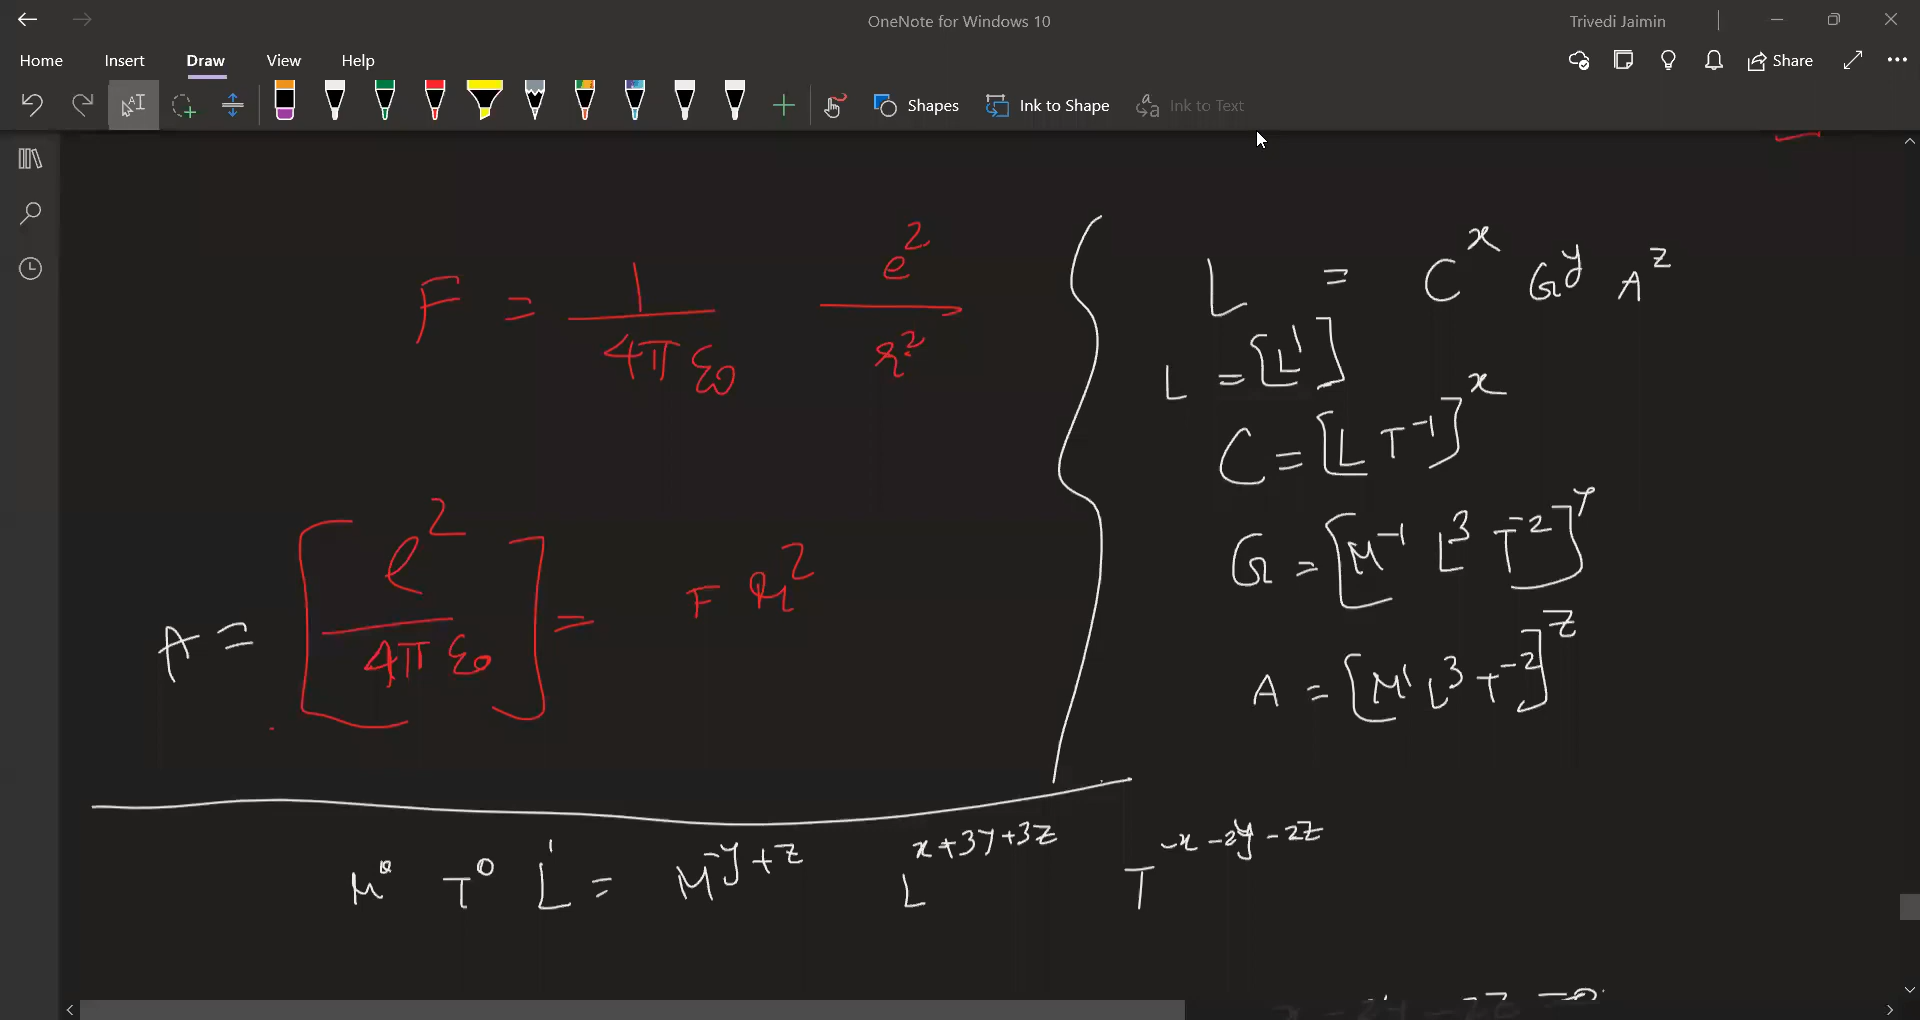 OneNote for Windows 10
Trivedi Jaimin
Home Insert Draw View Help
Share
Shapes Ink to Shape Ink to Text
F = 1/4π ε0 e²/r²
A = [e²/4π ε0] = F r²
L = C^x G^y A^z
L = [L¹]
C = [L T⁻¹]^x
G = [M⁻¹ L³ T⁻²]^y
A = [M¹ L³ T⁻²]^z
M⁰ T⁰ L¹ = M^-y+z L^x+3y+3z T^-x-2y-2z